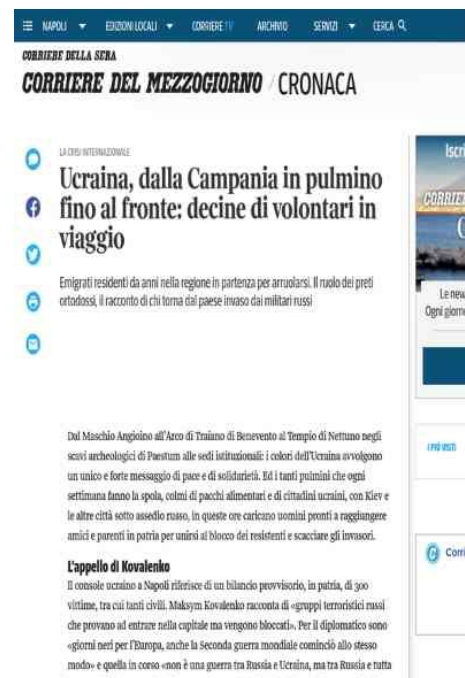 NAPOLI
EDIZIONI LOCALI
CORRIERE TV
ARCHIVIO
SERVIZI
CERCA
CORRIERE DELLA SERA
CORRIERE DEL MEZZOGIORNO / CRONACA
LA CRISI INTERNAZIONALE
Ucraina, dalla Campania in pulmino
fino al fronte: decine di volontari in
viaggio
Emigrati residenti da anni nella regione in partenza per arruolarsi. Il ruolo dei preti
ortodossi, il racconto di chi torna dal paese invaso dai militari russi
Dal Maschio Angioino all'Arco di Traiano di Benevento al Tempio di Nettuno negli
scavi archeologici di Paestum alle sedi istituzionali: i colori dell'Ucraina avvolgono
un unico e forte messaggio di pace e di solidarietà. Ed i tanti pulmini che ogni
settimana fanno la spola, colmi di pacchi alimentari e di cittadini ucraini, con Kiev e
le altre città sotto assedio russo, in queste ore caricano uomini pronti a raggiungere
amici e parenti in patria per unirsi al blocco dei resistenti e scacciare gli invasori.
L'appello di Kovalenko
Il console ucraino a Napoli riferisce di un bilancio provvisorio, in patria, di 300
vittime, tra cui tanti civili. Maksym Kovalenko racconta di «gruppi terroristici russi
che provano ad entrare nella capitale ma vengono bloccati». Per il diplomatico sono
«giorni neri per l'Europa, anche la Seconda guerra mondiale cominciò allo stesso
modo» e quella in corso «non è una guerra tra Russia e Ucraina, ma tra Russia e tutta
Iscri
CORRIER
Le new
Ogni giorn
I PIÙ VISTI
Corri